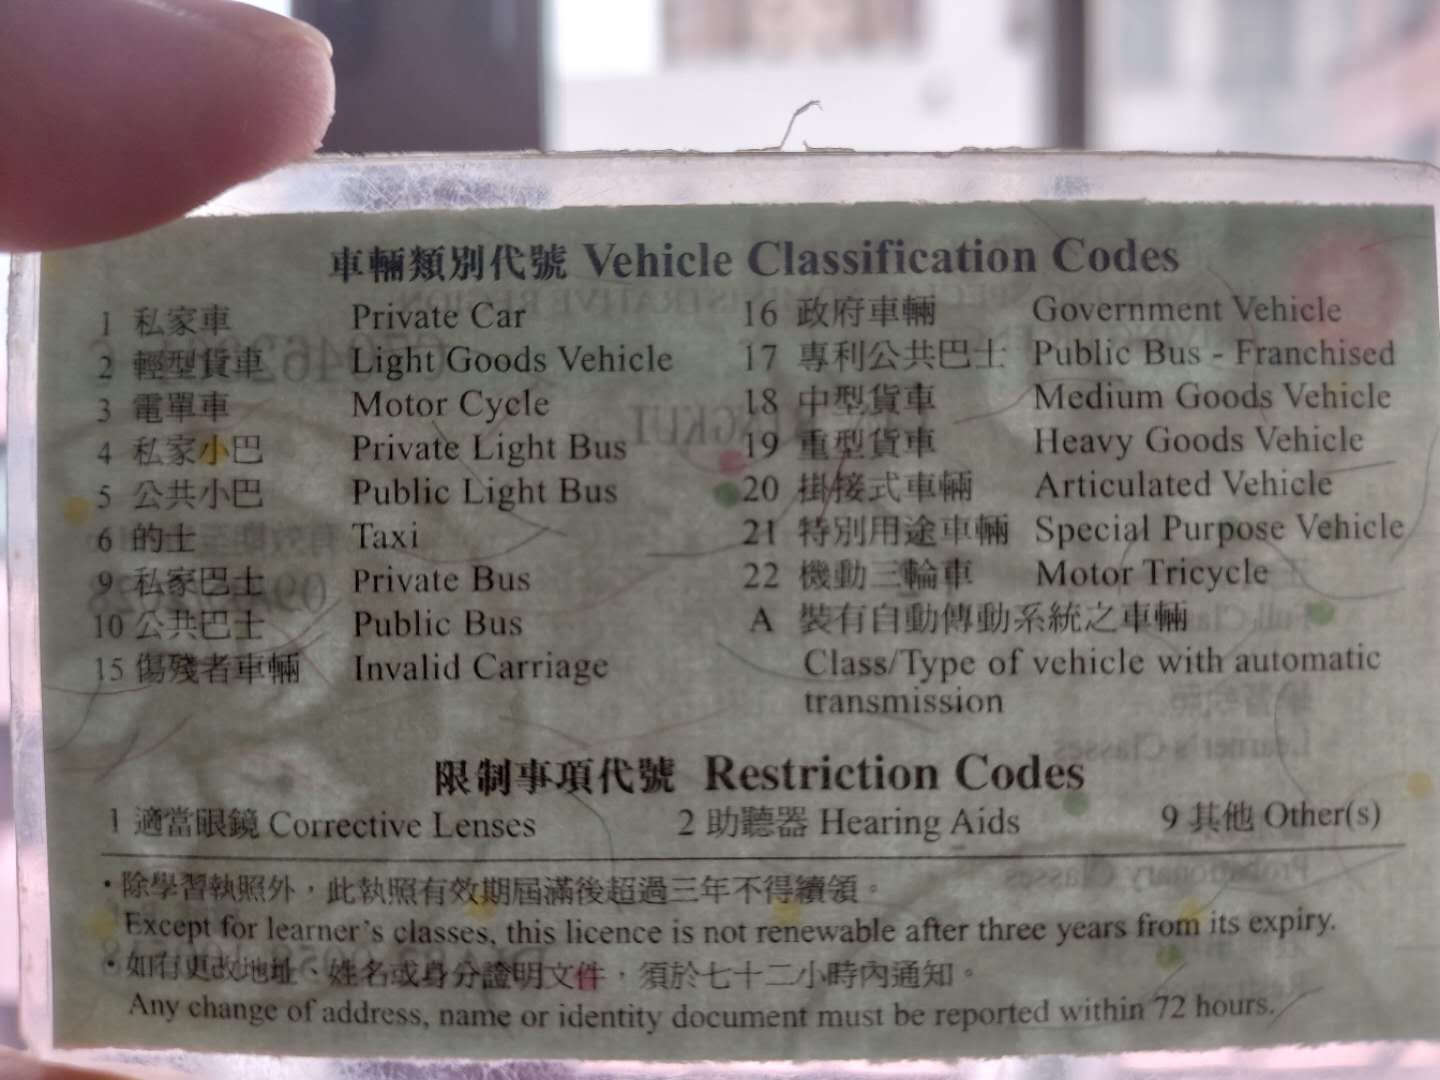 車輛類別代號 Vehicle Classification Codes
1 私家車 Private Car
2 輕型貨車 Light Goods Vehicle
3 電單車 Motor Cycle
4 私家小巴 Private Light Bus
5 公共小巴 Public Light Bus
6 的士 Taxi
9 私家巴士 Private Bus
10 公共巴士 Public Bus
15 傷殘者車輛 Invalid Carriage
16 政府車輛 Government Vehicle
17 專利公共巴士 Public Bus - Franchised
18 中型貨車 Medium Goods Vehicle
19 重型貨車 Heavy Goods Vehicle
20 掛接式車輛 Articulated Vehicle
21 特別用途車輛 Special Purpose Vehicle
22 機動三輪車 Motor Tricycle
A 裝有自動傳動系統之車輛
Class/Type of vehicle with automatic
transmission
限制事項代號 Restriction Codes
1 適當眼鏡 Corrective Lenses 2 助聽器 Hearing Aids 9 其他 Other(s)
·除學習執照外，此執照有效期屆滿後超過三年不得續領。
Except for learner's classes, this licence is not renewable after three years from its expiry.
·如有更改地址、姓名或身分證明文件，須於七十二小時內通知。
Any change of address, name or identity document must be reported within 72 hours.